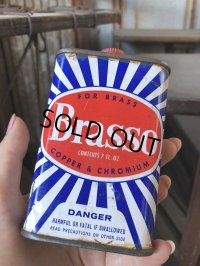 FOR BRASS
Brasso
SOLD OUT
CONTENTS 7 FL. OZ.
COPPER & CHROMIUM
DANGER
HARMFUL OR FATAL IF SWALLOWED
READ PRECAUTIONS ON OTHER SIDE